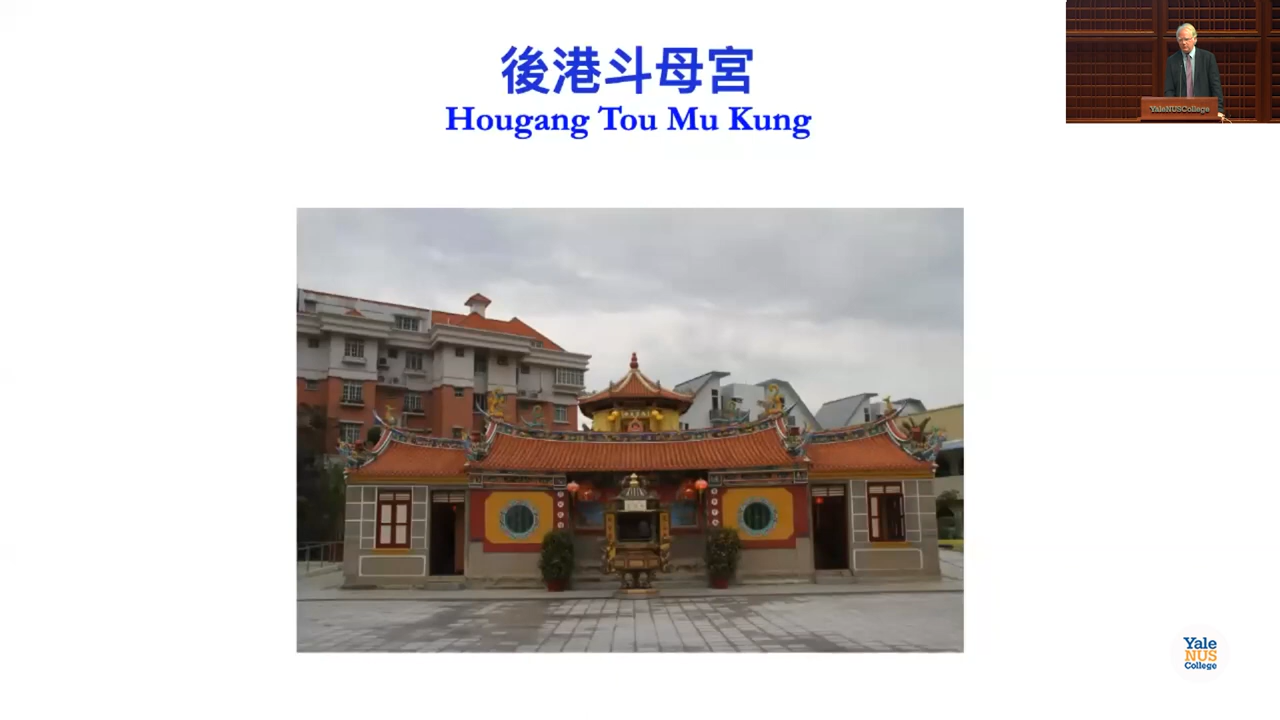 後港斗母宮
Hougang Tou Mu Kung
YaleNUSCollege
Yale
NUS
College